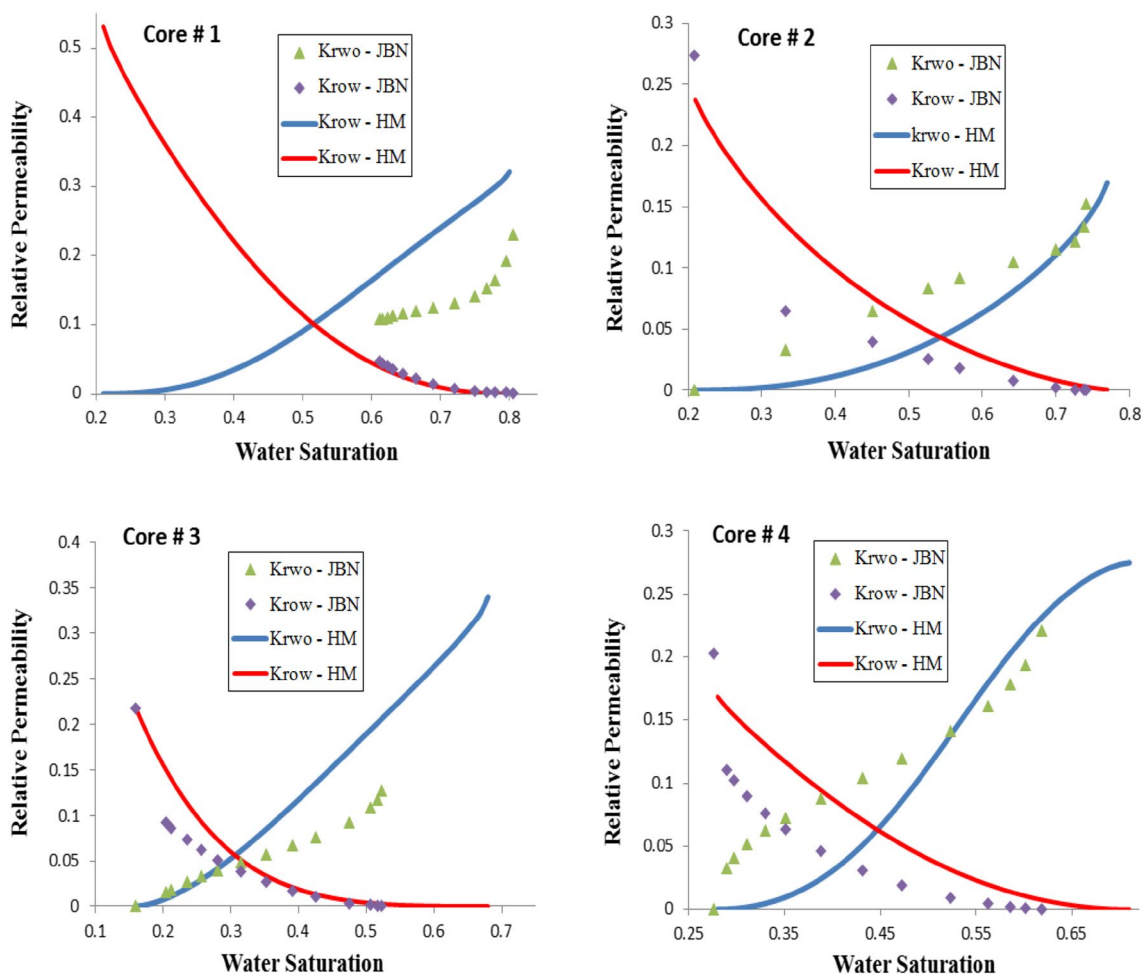 Core # 1
Krwo - JBN
Krow - JBN
Krow - HM
Krow - HM
Relative Permeability
0.5
0.4
0.3
0.2
0.1
0
0.2 0.3 0.4 0.5 0.6 0.7 0.8
Water Saturation
Core # 2
Krwo - JBN
Krow - JBN
krwo - HM
Krow - HM
Relative Permeability
0.3
0.25
0.2
0.15
0.1
0.05
0
0.2 0.3 0.4 0.5 0.6 0.7 0.8
Water Saturation
Core # 3
Krwo - JBN
Krow - JBN
Krwo - HM
Krow - HM
Relative Permeability
0.4
0.35
0.3
0.25
0.2
0.15
0.1
0.05
0
0.1 0.2 0.3 0.4 0.5 0.6 0.7
Water Saturation
Core # 4
Krwo - JBN
Krow - JBN
Krwo - HM
Krow - HM
Relative Permeability
0.3
0.25
0.2
0.15
0.1
0.05
0
0.25 0.35 0.45 0.55 0.65
Water Saturation